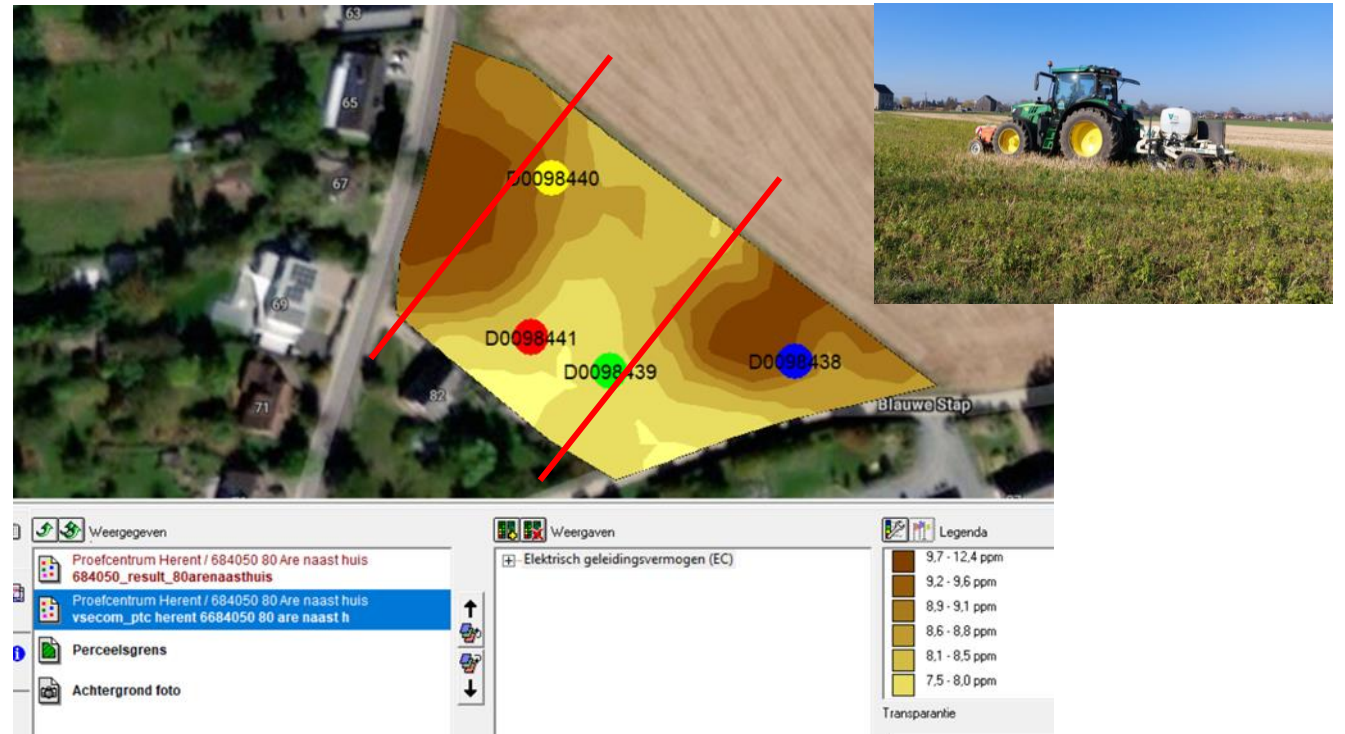 63
65
67
D0098440
69
D0098441
D0098439
D0098438
82
71
Blauwe Stap
Weergegeven
Proefcentrum Herent / 684050 80 Are naast huis
684050_result_80arenaasthuis
Proefcentrum Herent / 684050 80 Are naast huis
vsecom_ptc herent 6684050 80 are naast h
Perceelsgrens
Achtergrond foto
Weergaven
Elektrisch geleidingsvermogen (EC)
Legenda
9,7 - 12,4 ppm
9,2 - 9,6 ppm
8,9 - 9,1 ppm
8,6 - 8,8 ppm
8,1 - 8,5 ppm
7,5 - 8,0 ppm
Transparantie